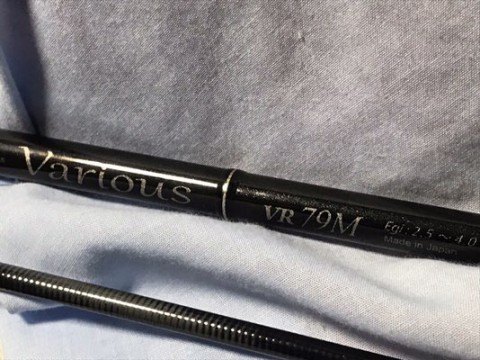 Various
VR 79M
Egi: 2.5～4.0
Made in Japan